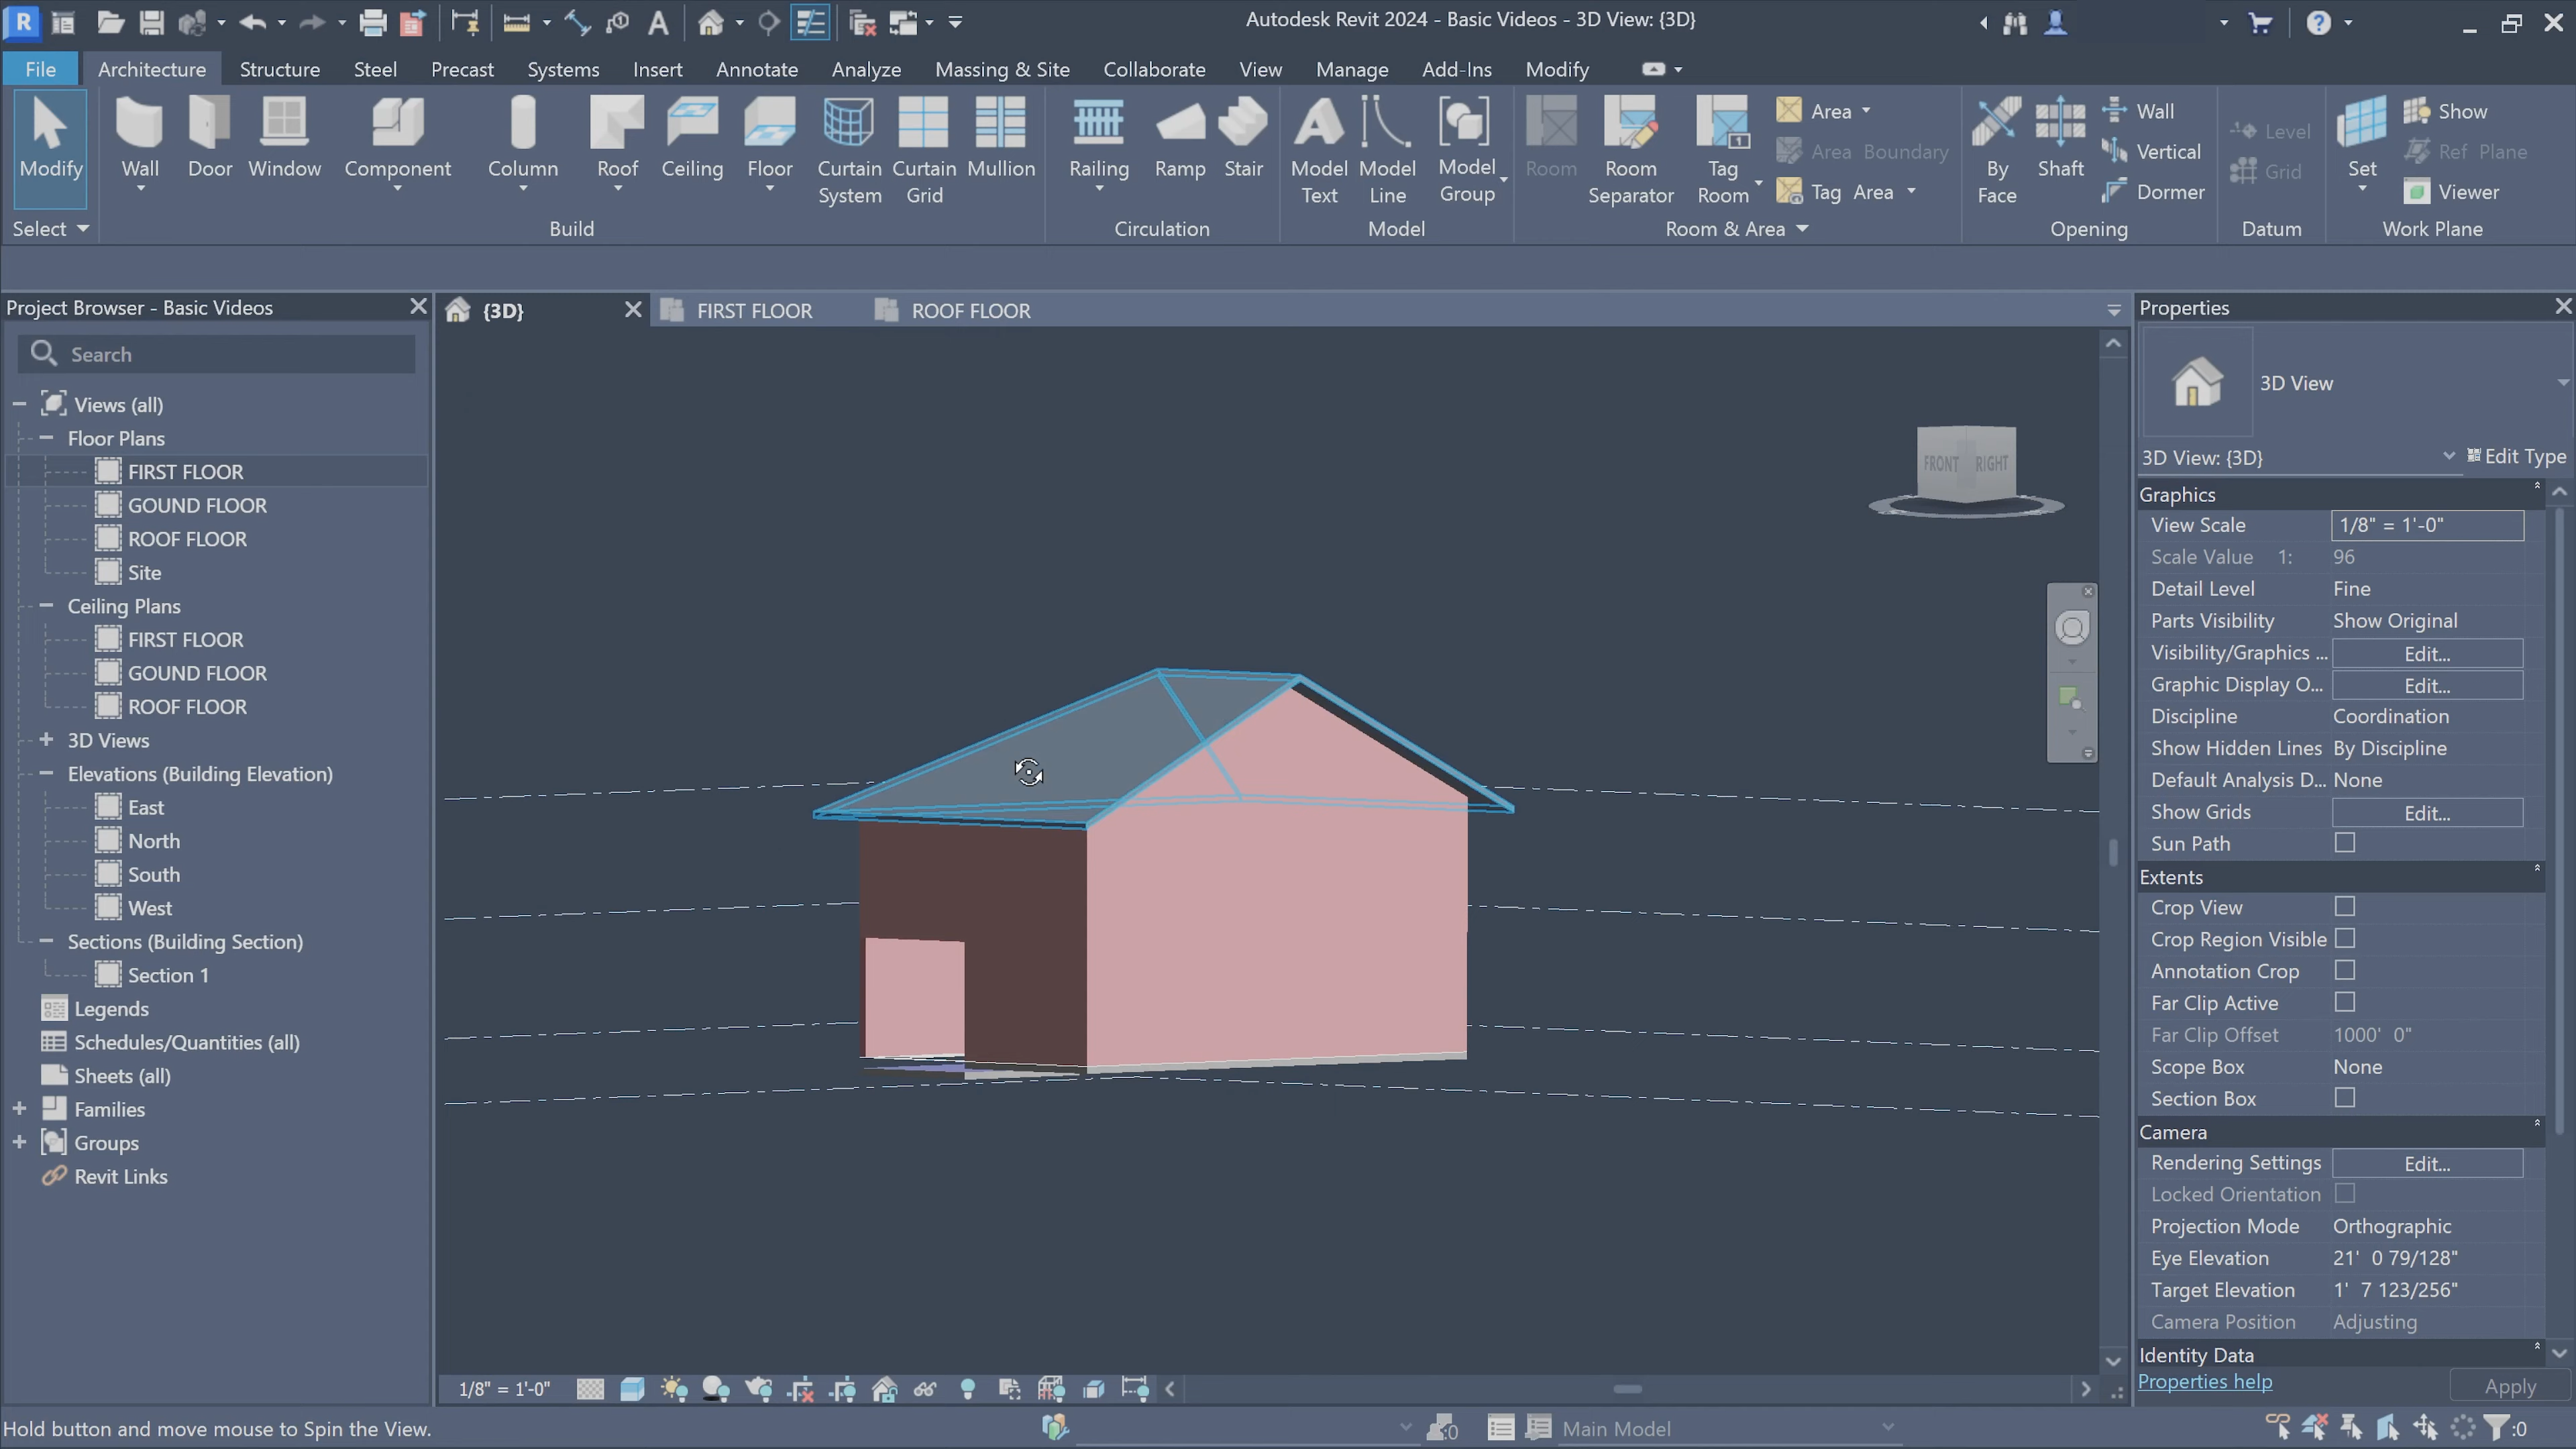 Autodesk Revit 2024 - Basic Videos - 3D View: {3D}
File Architecture Structure Steel Precast Systems Insert Annotate Analyze Massing & Site Collaborate View Manage Add-Ins Modify
Modify
Wall
Door
Window
Component
Column
Roof
Ceiling
Floor
Curtain System
Curtain Grid
Mullion
Railing
Ramp
Stair
Model Text
Model Line
Model Group
Room
Room Separator
Tag Room
Area
Area Boundary
Tag Area
By Face
Shaft
Wall
Vertical
Dormer
Level
Grid
Set
Show
Ref Plane
Viewer
Select Build Circulation Model Room & Area Opening Datum Work Plane
Project Browser - Basic Videos
Search
Views (all)
Floor Plans
FIRST FLOOR
GOUND FLOOR
ROOF FLOOR
Site
Ceiling Plans
FIRST FLOOR
GOUND FLOOR
ROOF FLOOR
3D Views
Elevations (Building Elevation)
East
North
South
West
Sections (Building Section)
Section 1
Legends
Schedules/Quantities (all)
Sheets (all)
Families
Groups
Revit Links
{3D} FIRST FLOOR ROOF FLOOR
FRONT RIGHT
Properties
3D View
3D View: {3D} Edit Type
Graphics
View Scale 1/8" = 1'-0"
Scale Value 1: 96
Detail Level Fine
Parts Visibility Show Original
Visibility/Graphics ... Edit...
Graphic Display O... Edit...
Discipline Coordination
Show Hidden Lines By Discipline
Default Analysis D... None
Show Grids Edit...
Sun Path
Extents
Crop View
Crop Region Visible
Annotation Crop
Far Clip Active
Far Clip Offset 1000' 0"
Scope Box None
Section Box
Camera
Rendering Settings Edit...
Locked Orientation
Projection Mode Orthographic
Eye Elevation 21' 0 79/128"
Target Elevation 1' 7 123/256"
Camera Position Adjusting
Identity Data
Properties help Apply
1/8" = 1'-0"
Hold button and move mouse to Spin the View. :0 Main Model :0